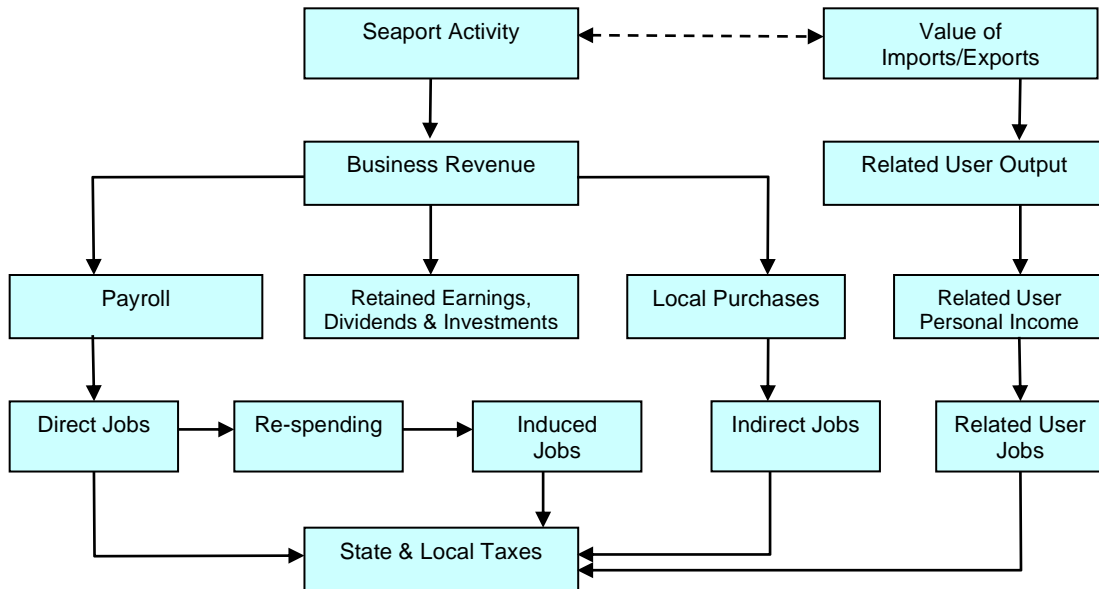 Seaport Activity
Value of
Imports/Exports
Business Revenue
Related User Output
Payroll
Retained Earnings,
Dividends & Investments
Local Purchases
Related User
Personal Income
Direct Jobs
Re-spending
Induced
Jobs
Indirect Jobs
Related User
Jobs
State & Local Taxes